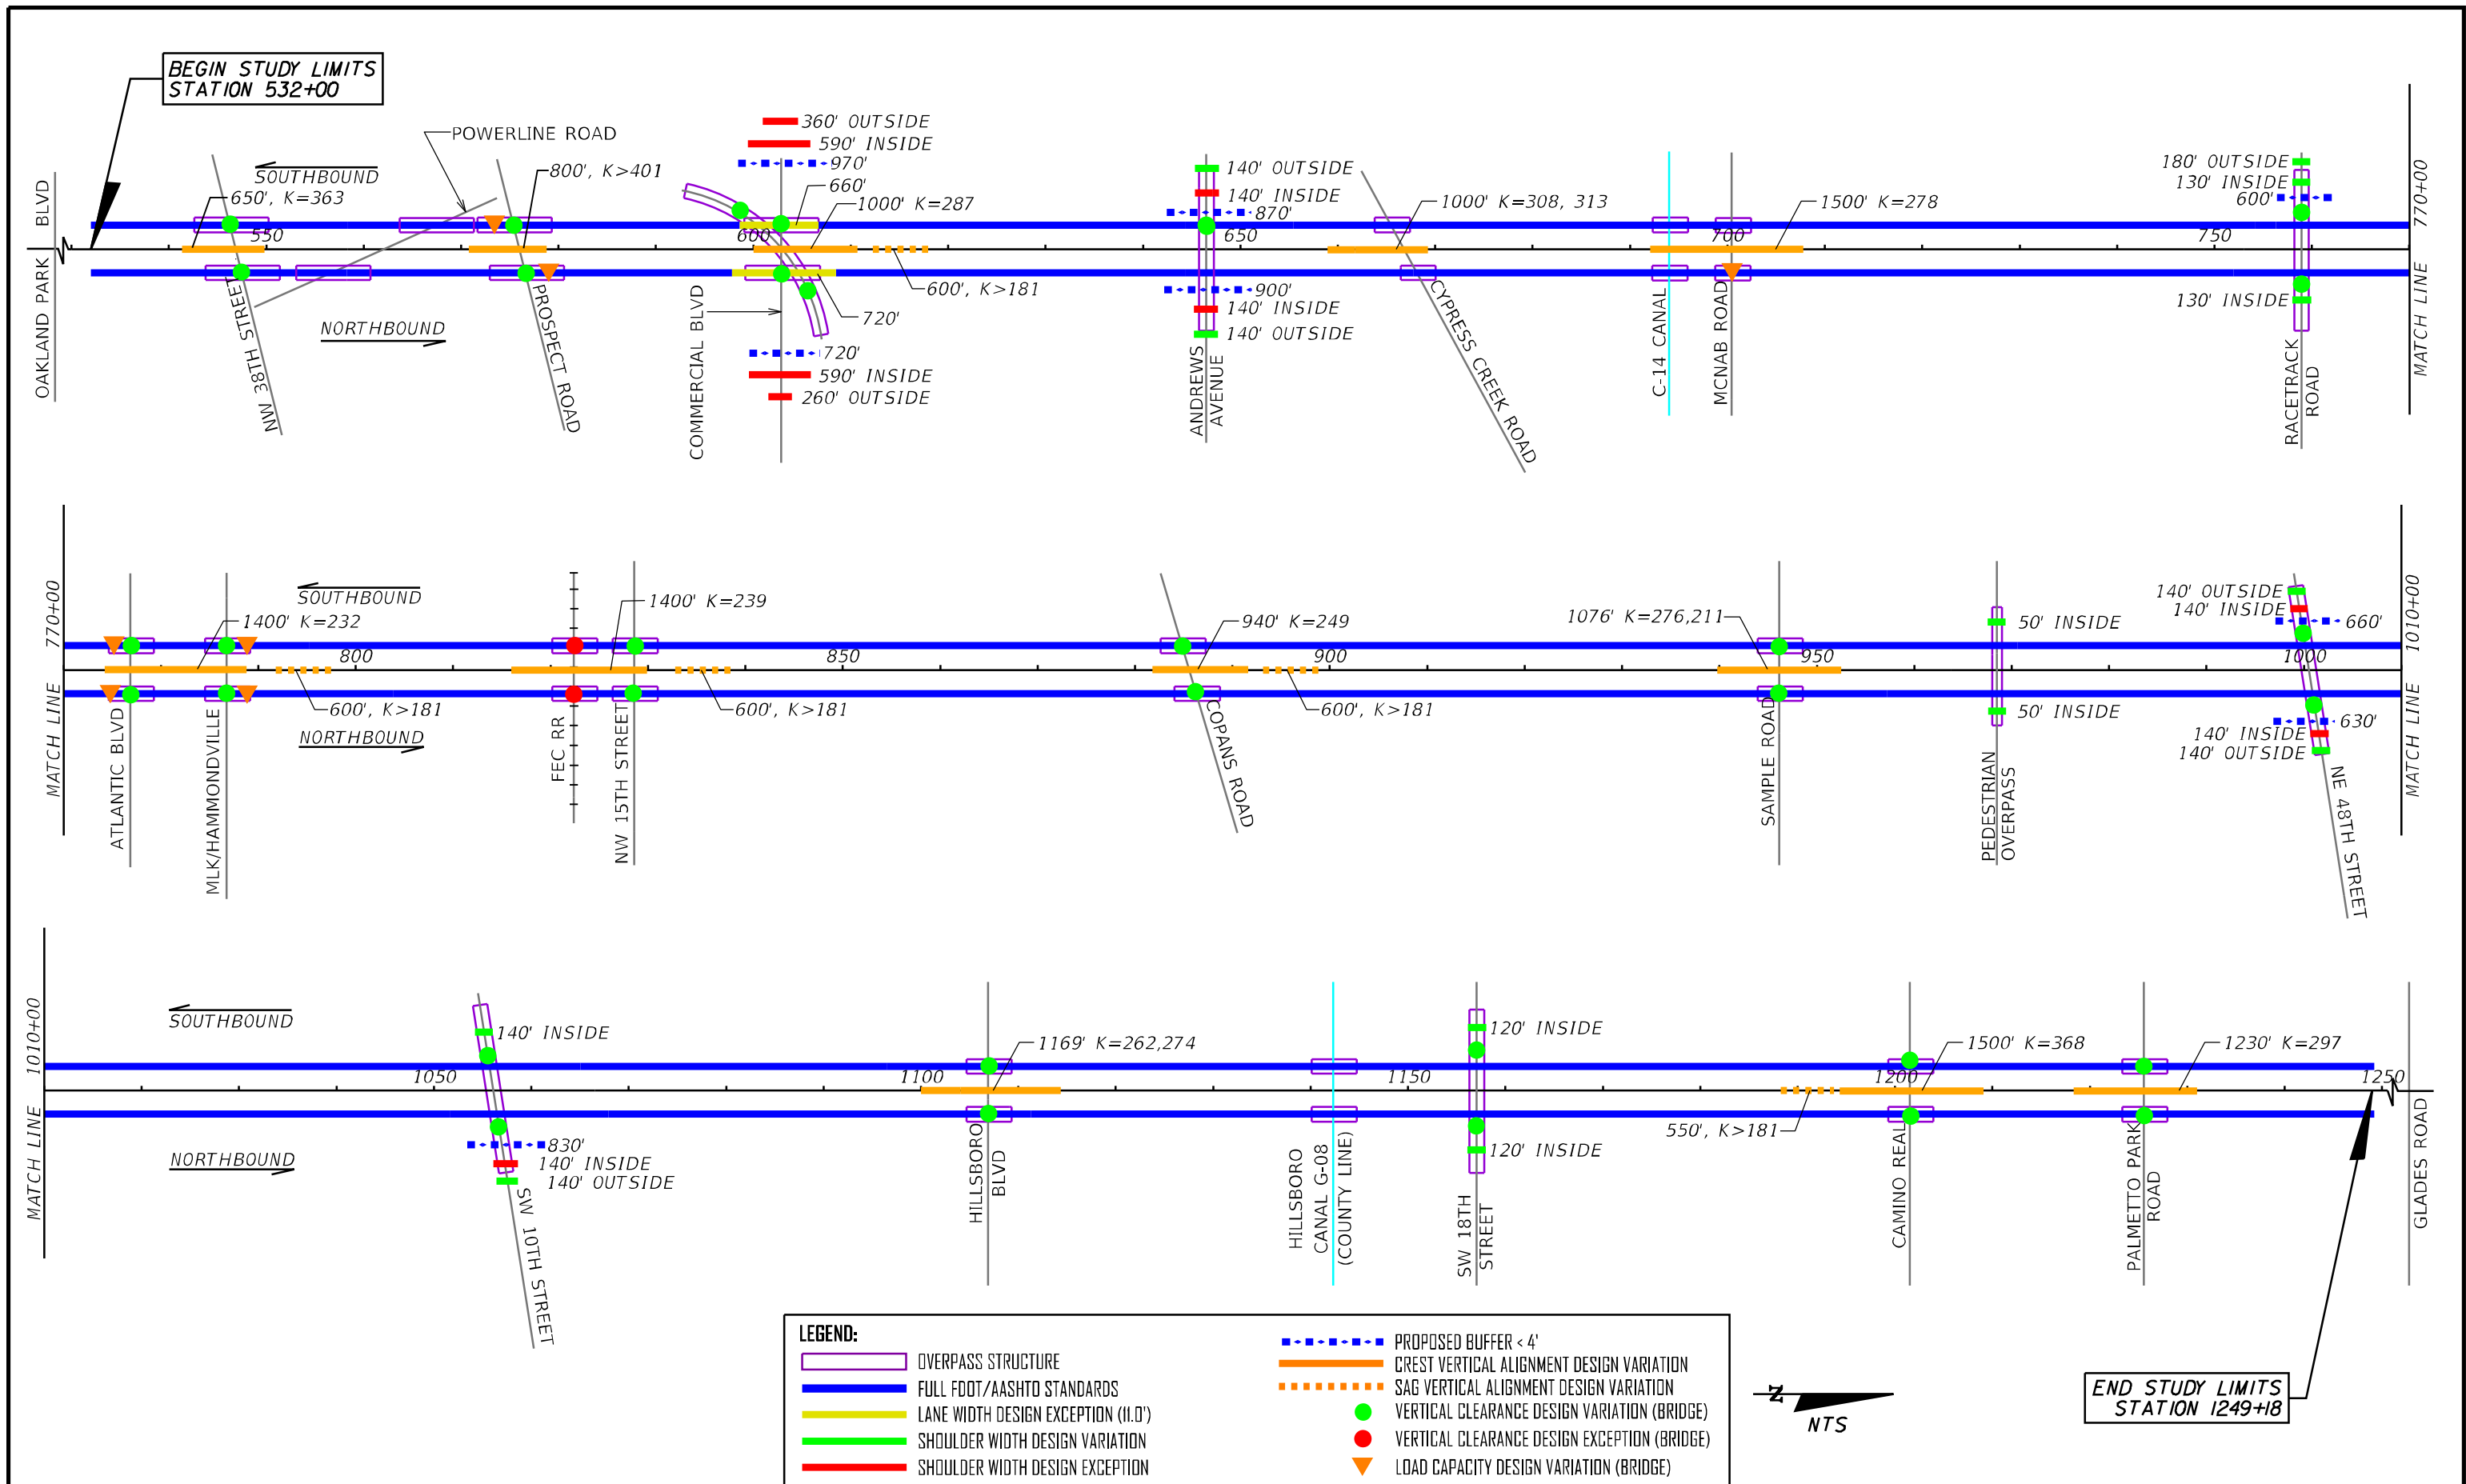 BEGIN STUDY LIMITS
STATION 532+00
POWERLINE ROAD
SOUTHBOUND
650', K=363
800', K>401
360' OUTSIDE
590' INSIDE
970'
660'
1000' K=287
140' OUTSIDE
140' INSIDE
870'
1000' K=308, 313
1500' K=278
180' OUTSIDE
130' INSIDE
600'
OAKLAND PARK BLVD
550
600
650
700
750
770+00
MATCH LINE
NORTHBOUND
NW 38TH STREET
PROSPECT ROAD
COMMERCIAL BLVD
600', K>181
720'
720'
590' INSIDE
260' OUTSIDE
900'
140' INSIDE
140' OUTSIDE
ANDREWS
AVENUE
CYPRESS CREEK ROAD
C-14 CANAL
MCNAB ROAD
130' INSIDE
RACETRACK
ROAD
770+00
MATCH LINE
SOUTHBOUND
1400' K=232
1400' K=239
940' K=249
1076' K=276,211
50' INSIDE
140' OUTSIDE
140' INSIDE
660'
800
850
900
950
1000
1010+00
MATCH LINE
600', K>181
NORTHBOUND
600', K>181
600', K>181
50' INSIDE
630'
140' INSIDE
140' OUTSIDE
ATLANTIC BLVD
MLK/HAMMONDVILLE
FEC RR
NW 15TH STREET
COPANS ROAD
SAMPLE ROAD
PEDESTRIAN
OVERPASS
NE 48TH STREET
1010+00
MATCH LINE
SOUTHBOUND
140' INSIDE
1169' K=262,274
120' INSIDE
1500' K=368
1230' K=297
1050
1100
1150
1200
1250
NORTHBOUND
830'
140' INSIDE
140' OUTSIDE
SW 10TH STREET
HILLSBORO
BLVD
HILLSBORO
CANAL G-08
(COUNTY LINE)
120' INSIDE
SW 18TH
STREET
550', K>181
CAMINO REAL
PALMETTO PARK
ROAD
GLADES ROAD
LEGEND:
OVERPASS STRUCTURE
FULL FDOT/AASHTO STANDARDS
LANE WIDTH DESIGN EXCEPTION (11.0')
SHOULDER WIDTH DESIGN VARIATION
SHOULDER WIDTH DESIGN EXCEPTION
PROPOSED BUFFER < 4'
CREST VERTICAL ALIGNMENT DESIGN VARIATION
SAG VERTICAL ALIGNMENT DESIGN VARIATION
VERTICAL CLEARANCE DESIGN VARIATION (BRIDGE)
VERTICAL CLEARANCE DESIGN EXCEPTION (BRIDGE)
LOAD CAPACITY DESIGN VARIATION (BRIDGE)
N
NTS
END STUDY LIMITS
STATION 1249+18